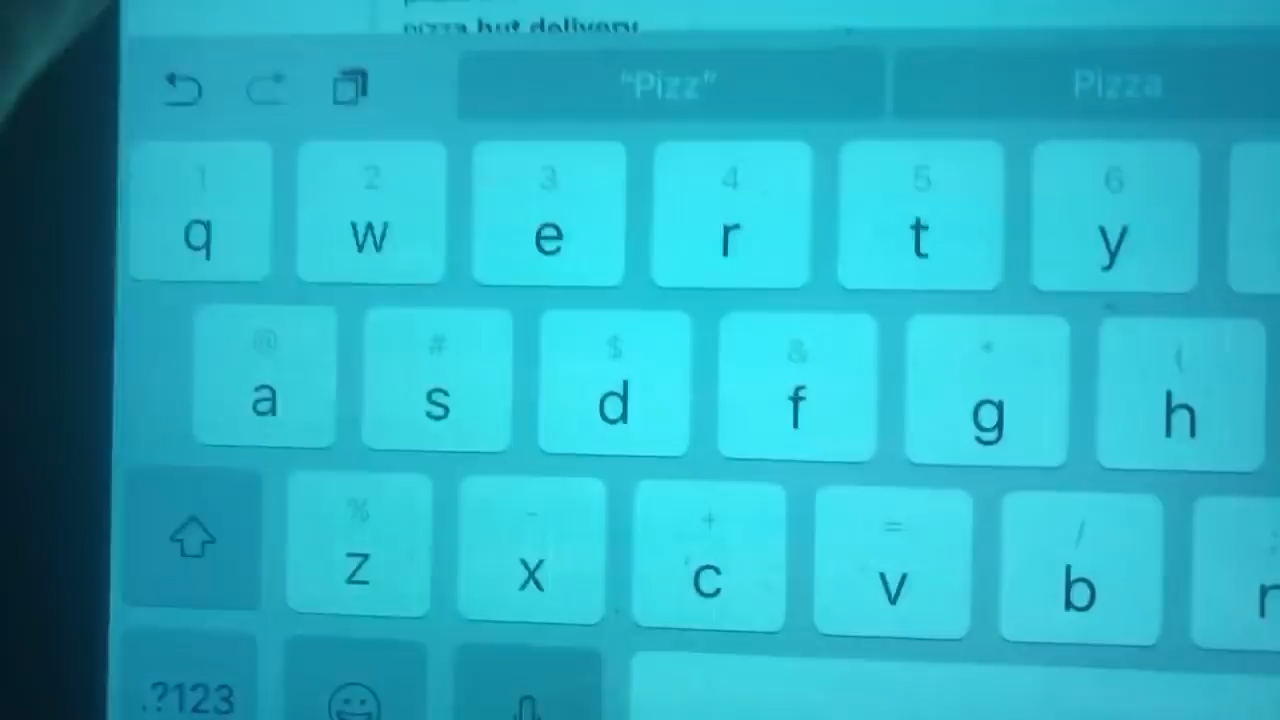 pizza hut delivery
“Pizz” Pizza
1 2 3 4 5 6
q w e r t y
@ # $ & * (
a s d f g h
% - + = /
z x c v b
.?123